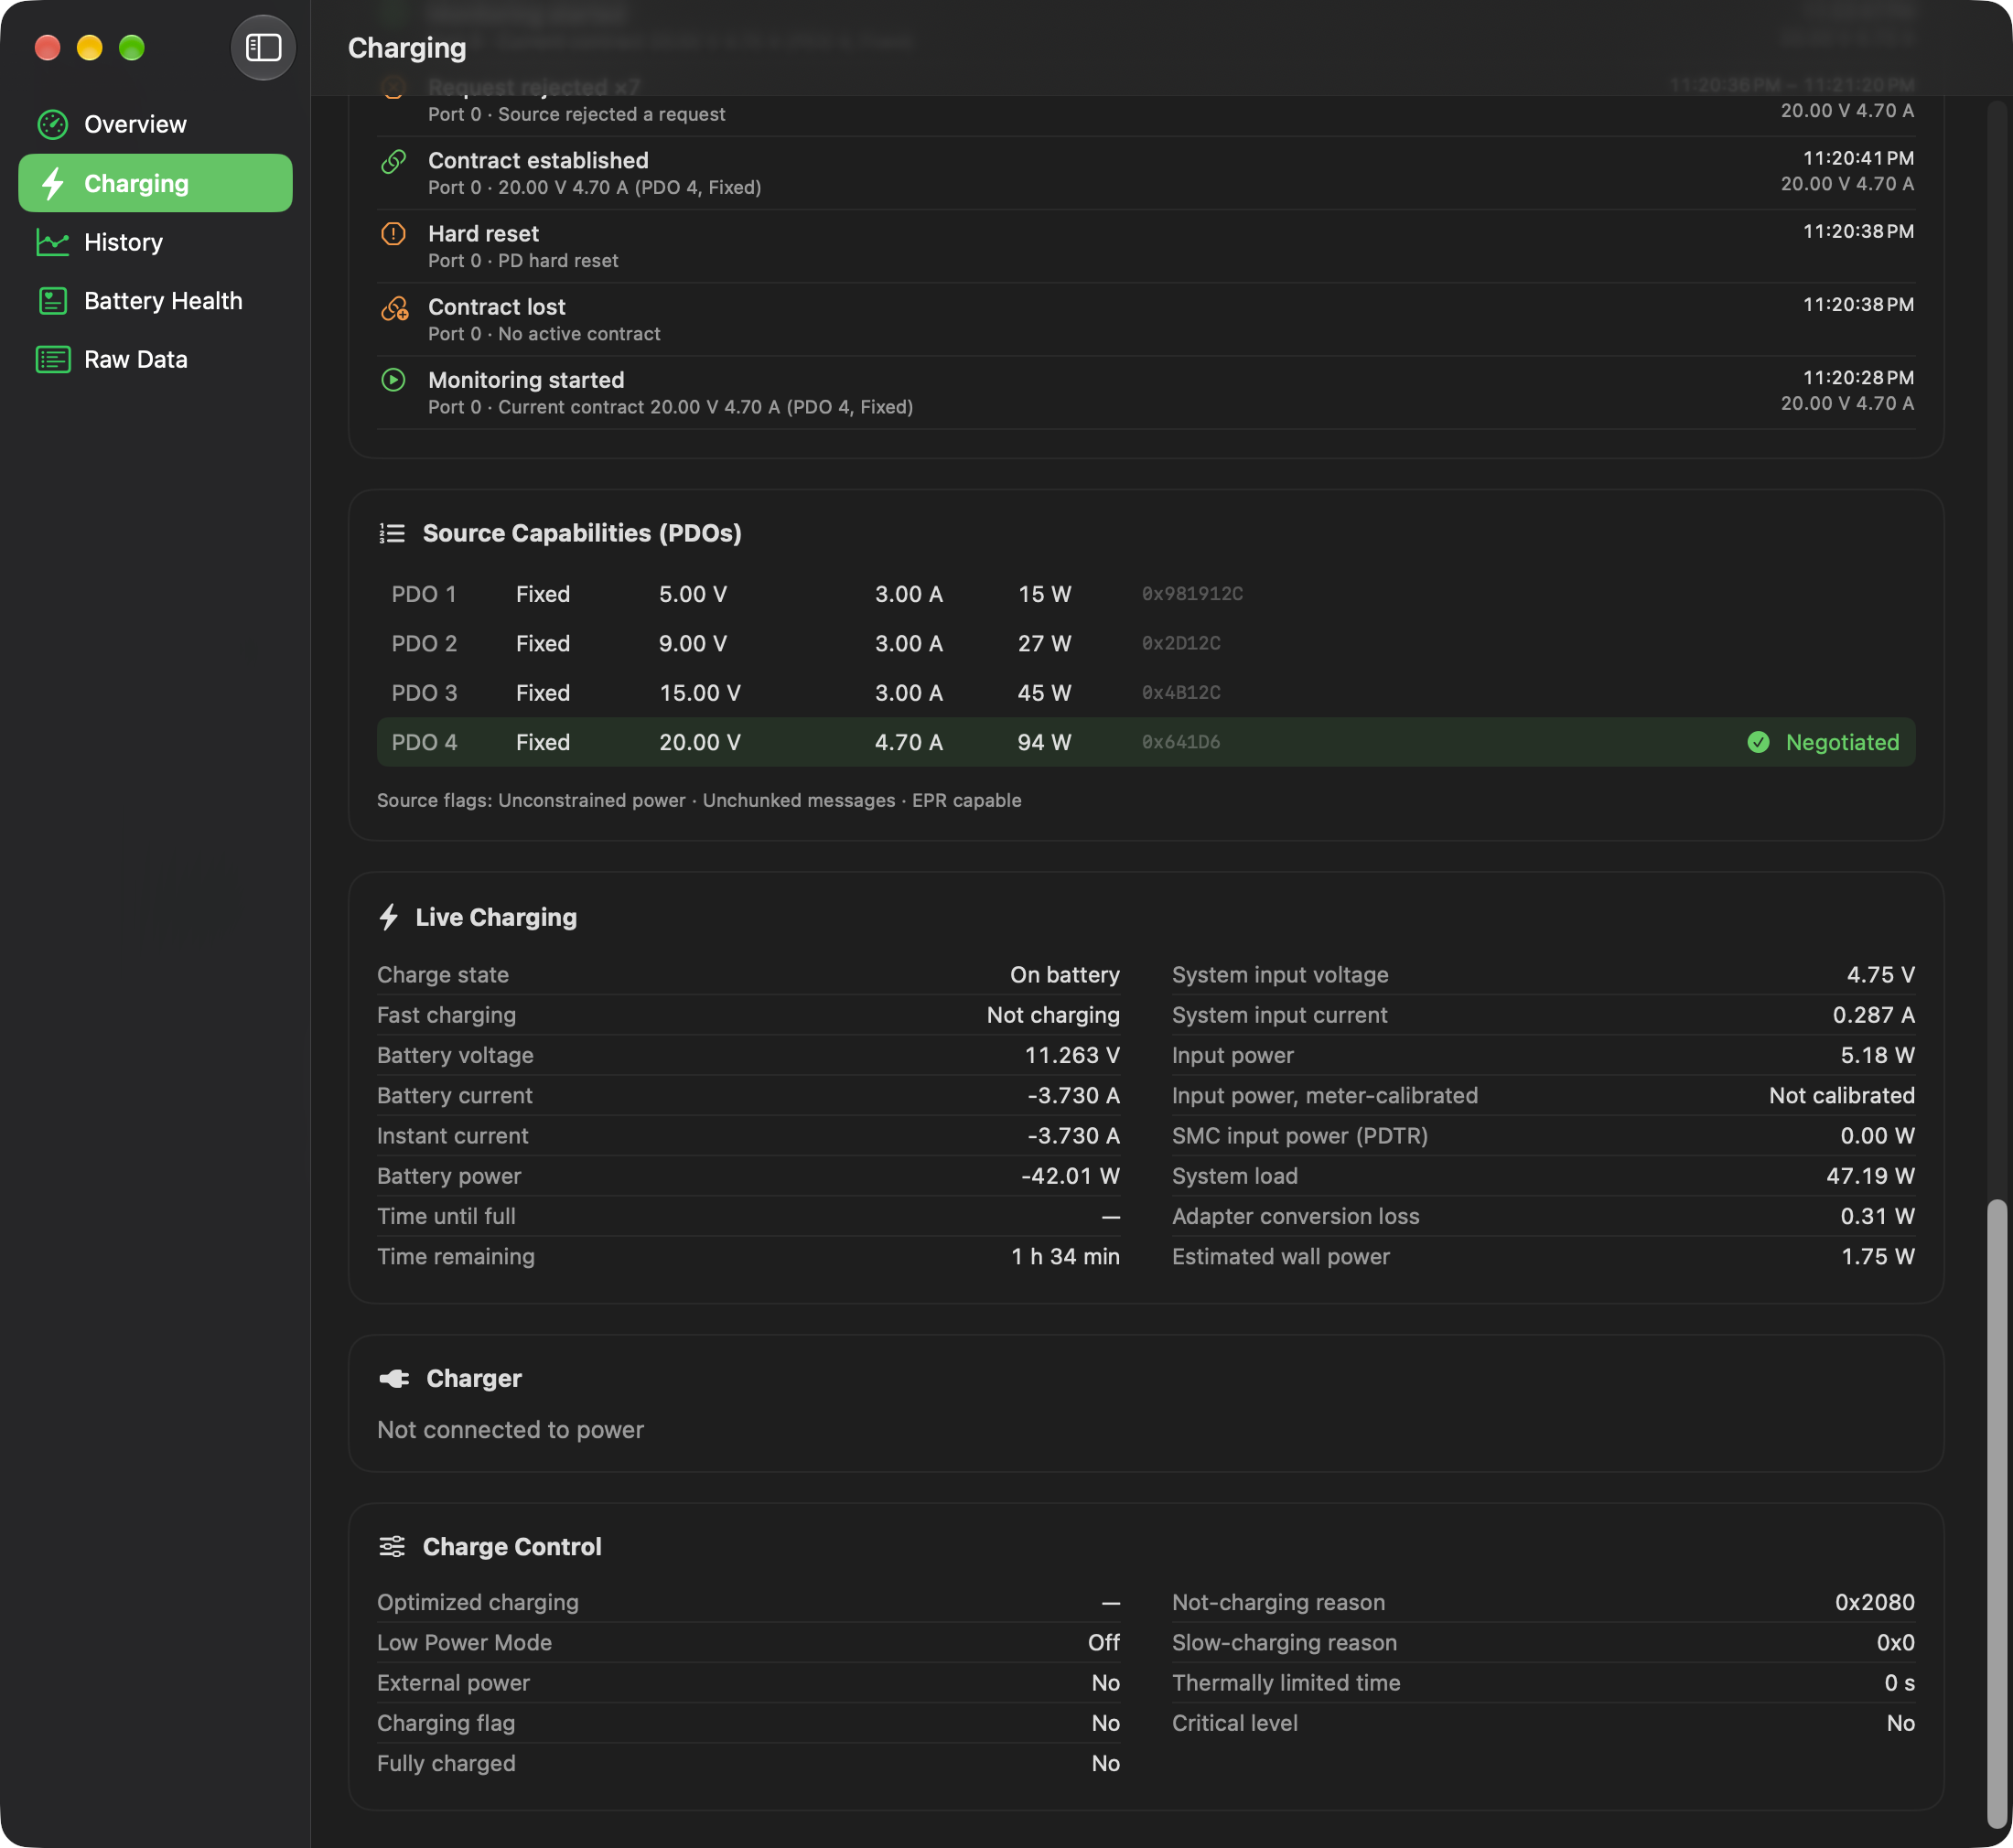 Charging
Overview
Charging
History
Battery Health
Raw Data
Request rejected ×7
11:20:36 PM – 11:21:20 PM
Port 0 · Source rejected a request
20.00 V 4.70 A
Contract established
11:20:41 PM
Port 0 · 20.00 V 4.70 A (PDO 4, Fixed)
20.00 V 4.70 A
Hard reset
11:20:38 PM
Port 0 · PD hard reset
Contract lost
11:20:38 PM
Port 0 · No active contract
Monitoring started
11:20:28 PM
Port 0 · Current contract 20.00 V 4.70 A (PDO 4, Fixed)
20.00 V 4.70 A
Source Capabilities (PDOs)
PDO 1 Fixed 5.00 V 3.00 A 15 W 0x981912C
PDO 2 Fixed 9.00 V 3.00 A 27 W 0x2D12C
PDO 3 Fixed 15.00 V 3.00 A 45 W 0x4B12C
PDO 4 Fixed 20.00 V 4.70 A 94 W 0x641D6 Negotiated
Source flags: Unconstrained power · Unchunked messages · EPR capable
Live Charging
Charge state On battery
Fast charging Not charging
Battery voltage 11.263 V
Battery current -3.730 A
Instant current -3.730 A
Battery power -42.01 W
Time until full —
Time remaining 1 h 34 min
System input voltage 4.75 V
System input current 0.287 A
Input power 5.18 W
Input power, meter-calibrated Not calibrated
SMC input power (PDTR) 0.00 W
System load 47.19 W
Adapter conversion loss 0.31 W
Estimated wall power 1.75 W
Charger
Not connected to power
Charge Control
Optimized charging —
Low Power Mode Off
External power No
Charging flag No
Fully charged No
Not-charging reason 0x2080
Slow-charging reason 0x0
Thermally limited time 0 s
Critical level No